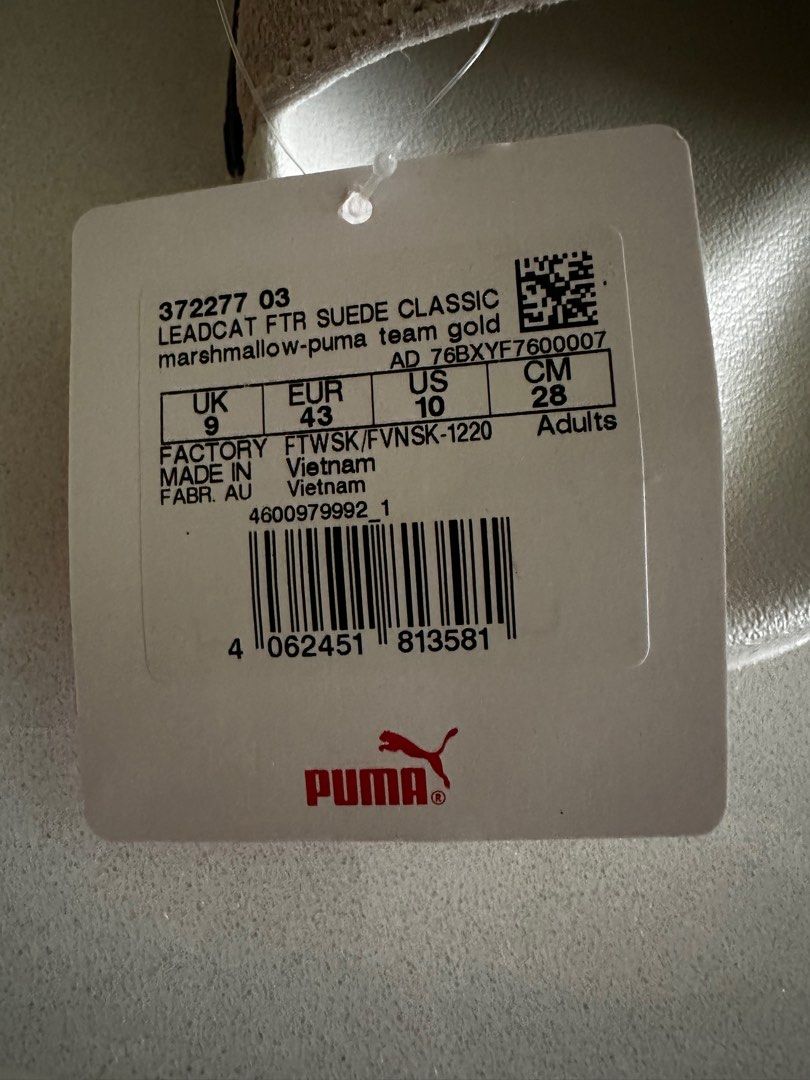 372277 03
LEADCAT FTR SUEDE CLASSIC
marshmallow-puma team gold
AD 76BXYF7600007
UK EUR US CM
9 43 10 28
FACTORY FTWSK/FVNSK-1220 Adults
MADE IN Vietnam
FABR. AU Vietnam
4600979992_1
4 062451 813581
PUMA®